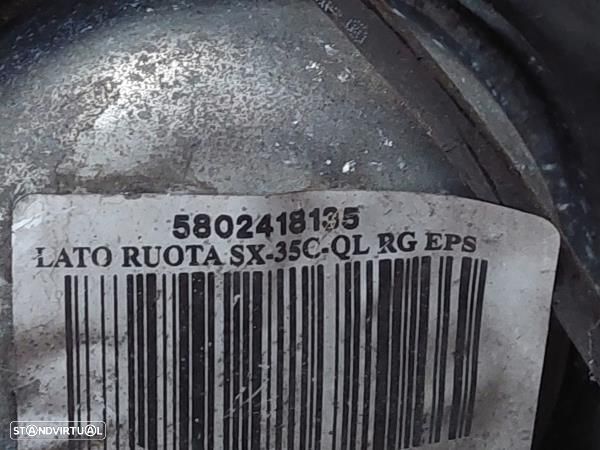 5802418135
LATO RUOTA SX-35C-QL RG EPS
STANDVIRTUAL